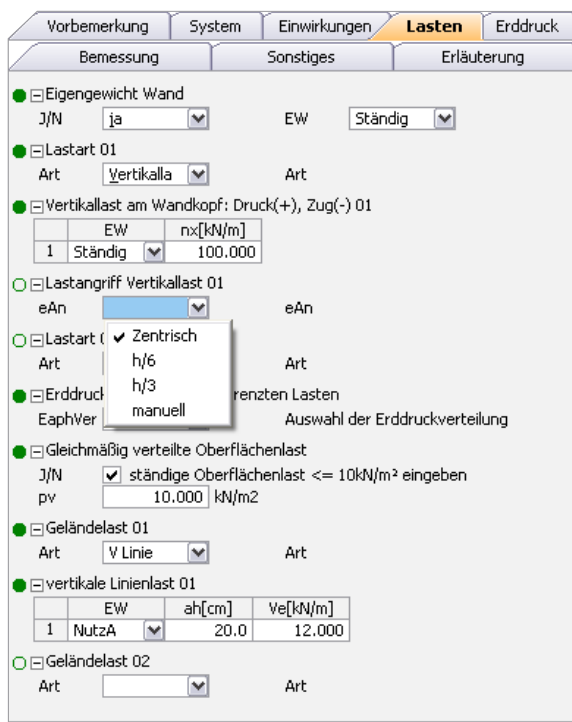 Vorbemerkung System Einwirkungen Lasten Erddruck
Bemessung Sonstiges Erläuterung
Eigengewicht Wand
J/N ja EW Ständig
Lastart 01
Art Vertikalla Art
Vertikallast am Wandkopf: Druck(+), Zug(-) 01
EW nx[kN/m]
1 Ständig 100.000
Lastangriff Vertikallast 01
eAn eAn
Zentrisch
Lastart
h/6
Art Art
h/3
Erddruck renzten Lasten
manuell
EaphVer Auswahl der Erddruckverteilung
Gleichmäßig verteilte Oberflächenlast
J/N ständige Oberflächenlast <= 10kN/m² eingeben
pv 10.000 kN/m2
Geländelast 01
Art V Linie Art
vertikale Linienlast 01
EW ah[cm] Ve[kN/m]
1 NutzA 20.0 12.000
Geländelast 02
Art Art